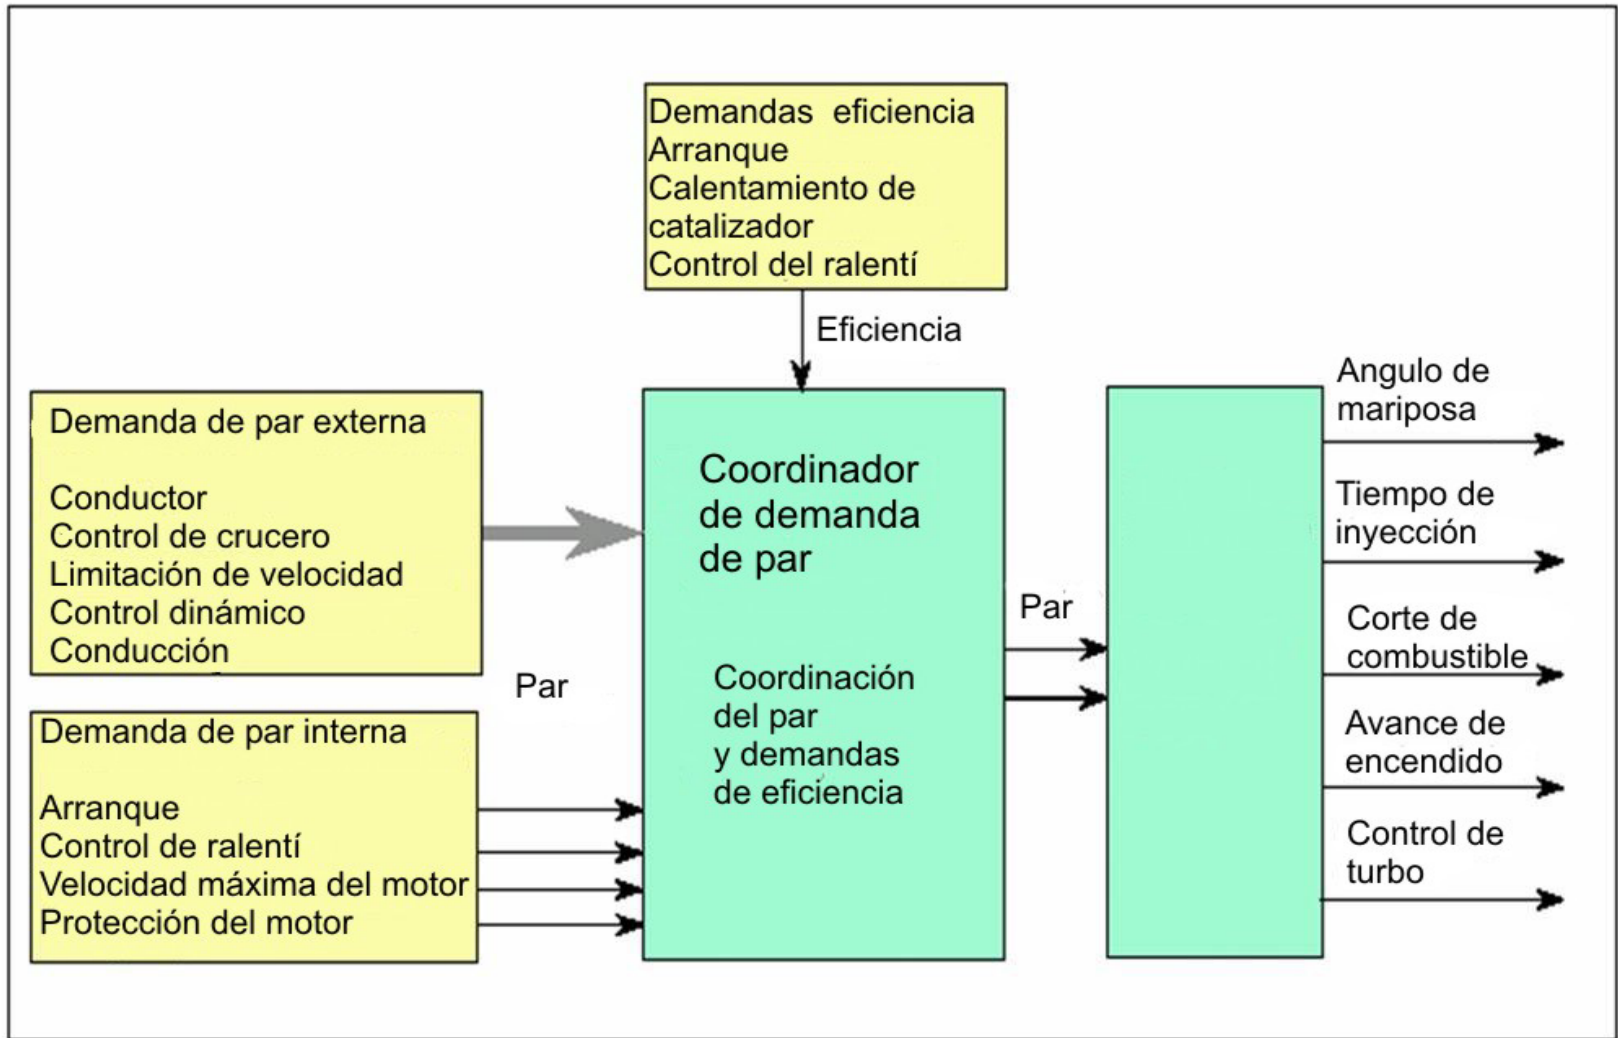 Demandas eficiencia
Arranque
Calentamiento de
catalizador
Control del ralentí
Eficiencia
Demanda de par externa
Conductor
Control de crucero
Limitación de velocidad
Control dinámico
Conducción
Par
Demanda de par interna
Arranque
Control de ralentí
Velocidad máxima del motor
Protección del motor
Coordinador
de demanda
de par
Coordinación
del par
y demandas
de eficiencia
Par
Angulo de
mariposa
Tiempo de
inyección
Corte de
combustible
Avance de
encendido
Control de
turbo